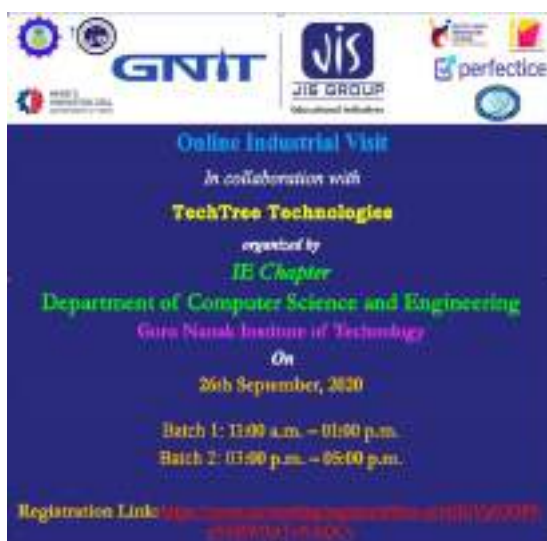 GNIT
JIS
JIS GROUP
Educational Initiatives
perfectice
Online Industrial Visit
In collaboration with
TechTree Technologies
organized by
IE Chapter
Department of Computer Science and Engineering
Guru Nanak Institute of Technology
On
26th September, 2020
Batch 1: 11:00 a.m. – 01:00 p.m.
Batch 2: 03:00 p.m. – 05:00 p.m.
Registration Link: